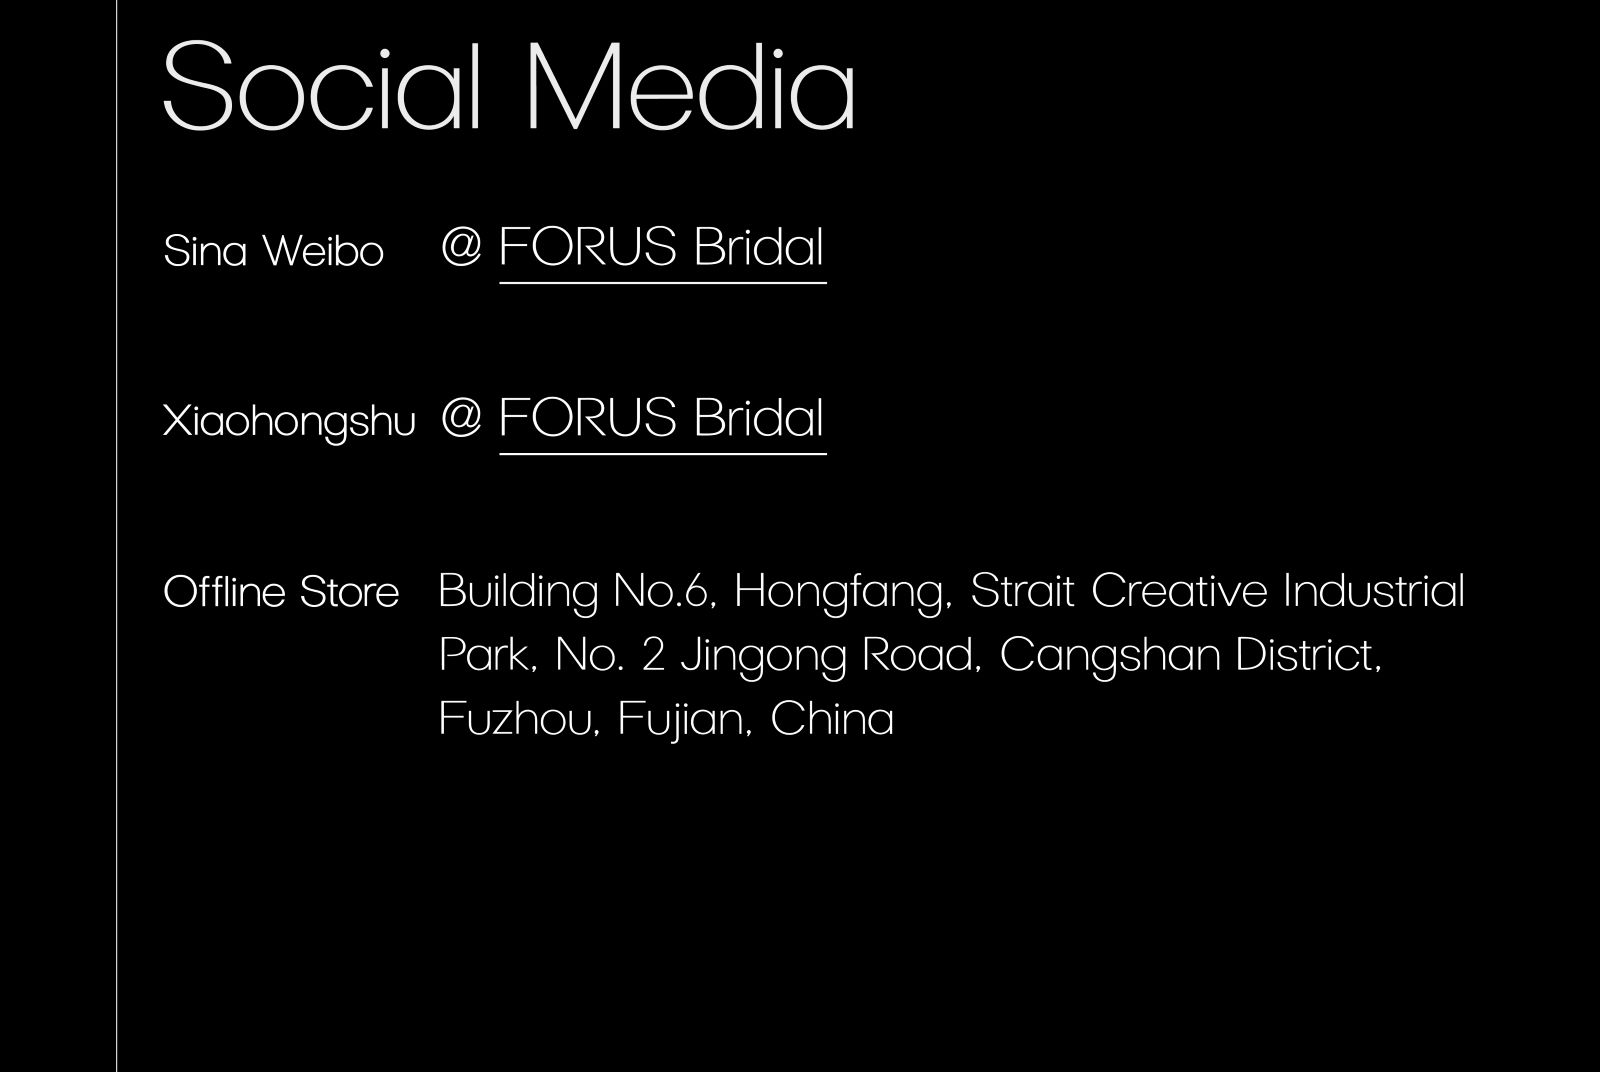 Social Media
Sina Weibo @ FORUS Bridal
Xiaohongshu @ FORUS Bridal
Offline Store Building No.6, Hongfang, Strait Creative Industrial
Park, No. 2 Jingong Road, Cangshan District,
Fuzhou, Fujian, China